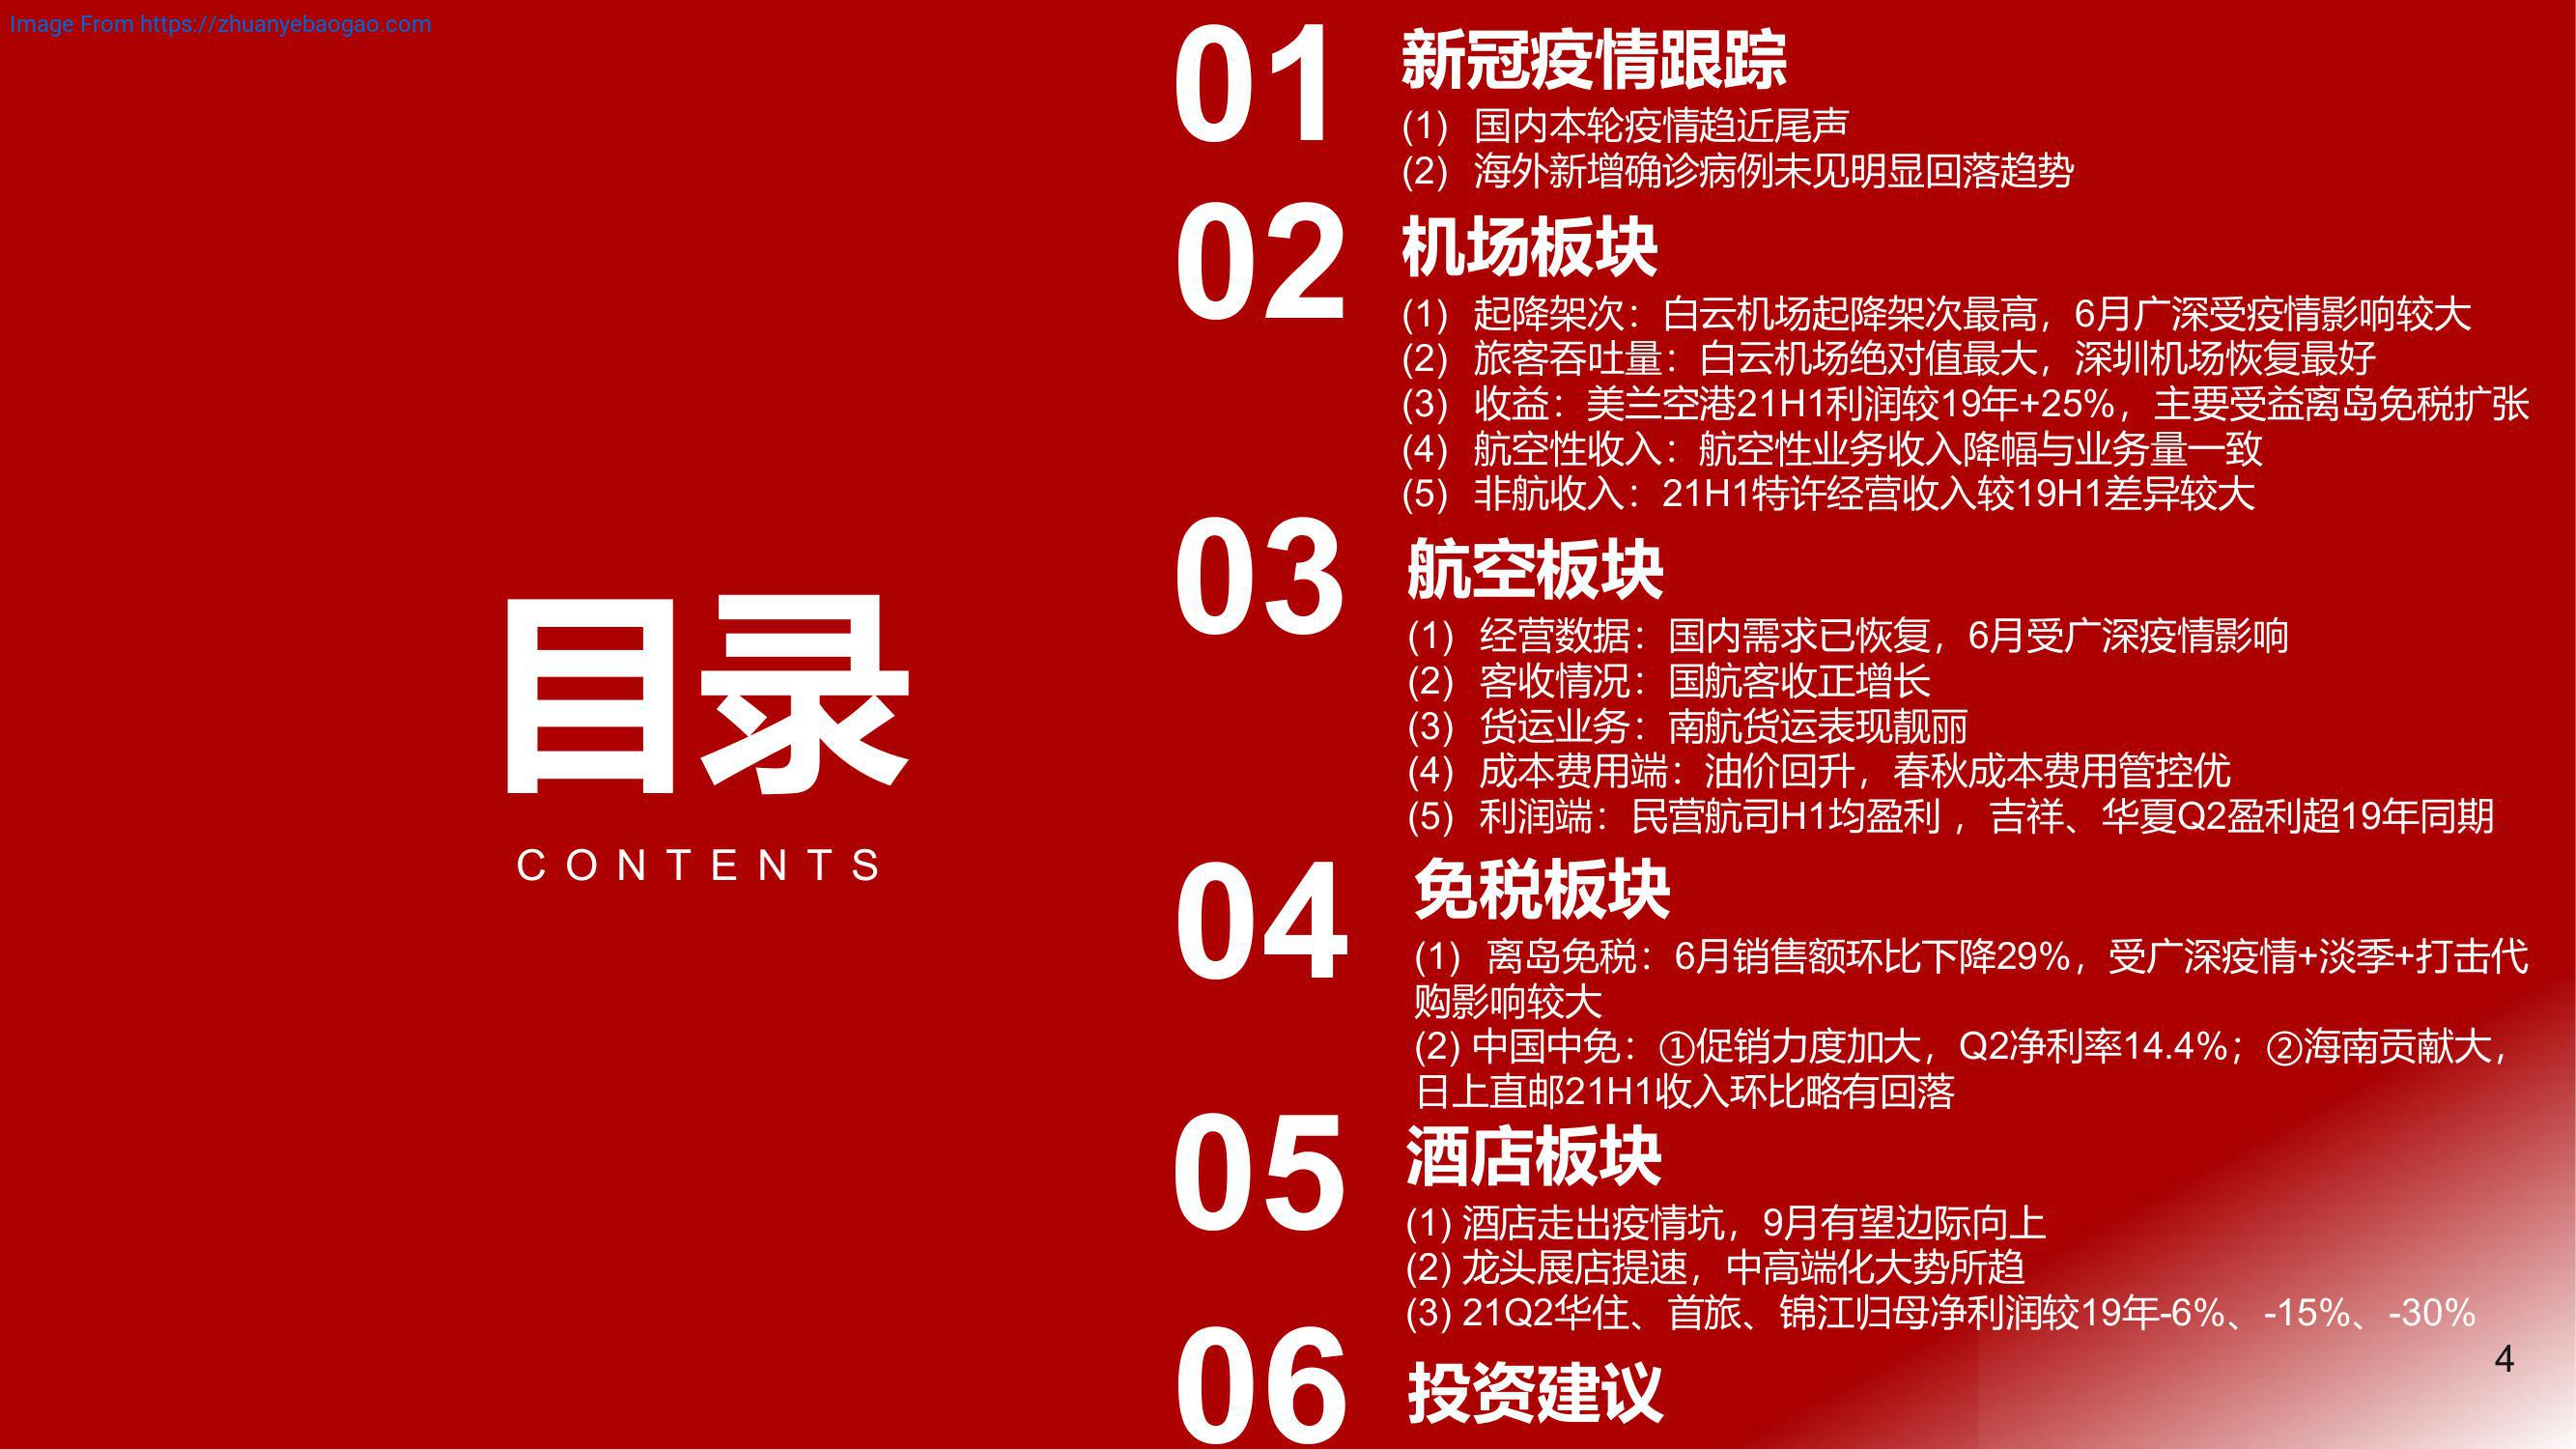 Image From https://zhuanyebaogao.com
目录
CONTENTS
01 新冠疫情跟踪
(1) 国内本轮疫情趋近尾声
(2) 海外新增确诊病例未见明显回落趋势
02 机场板块
(1) 起降架次：白云机场起降架次最高，6月广深受疫情影响较大
(2) 旅客吞吐量：白云机场绝对值最大，深圳机场恢复最好
(3) 收益：美兰空港21H1利润较19年+25%，主要受益离岛免税扩张
(4) 航空性收入：航空性业务收入降幅与业务量一致
(5) 非航收入：21H1特许经营收入较19H1差异较大
03 航空板块
(1) 经营数据：国内需求已恢复，6月受广深疫情影响
(2) 客收情况：国航客收正增长
(3) 货运业务：南航货运表现靓丽
(4) 成本费用端：油价回升，春秋成本费用管控优
(5) 利润端：民营航司H1均盈利 ，吉祥、华夏Q2盈利超19年同期
04 免税板块
(1) 离岛免税：6月销售额环比下降29%，受广深疫情+淡季+打击代
购影响较大
(2) 中国中免：①促销力度加大，Q2净利率14.4%；②海南贡献大，
日上直邮21H1收入环比略有回落
05 酒店板块
(1) 酒店走出疫情坑，9月有望边际向上
(2) 龙头展店提速，中高端化大势所趋
(3) 21Q2华住、首旅、锦江归母净利润较19年-6%、-15%、-30%
06 投资建议
4